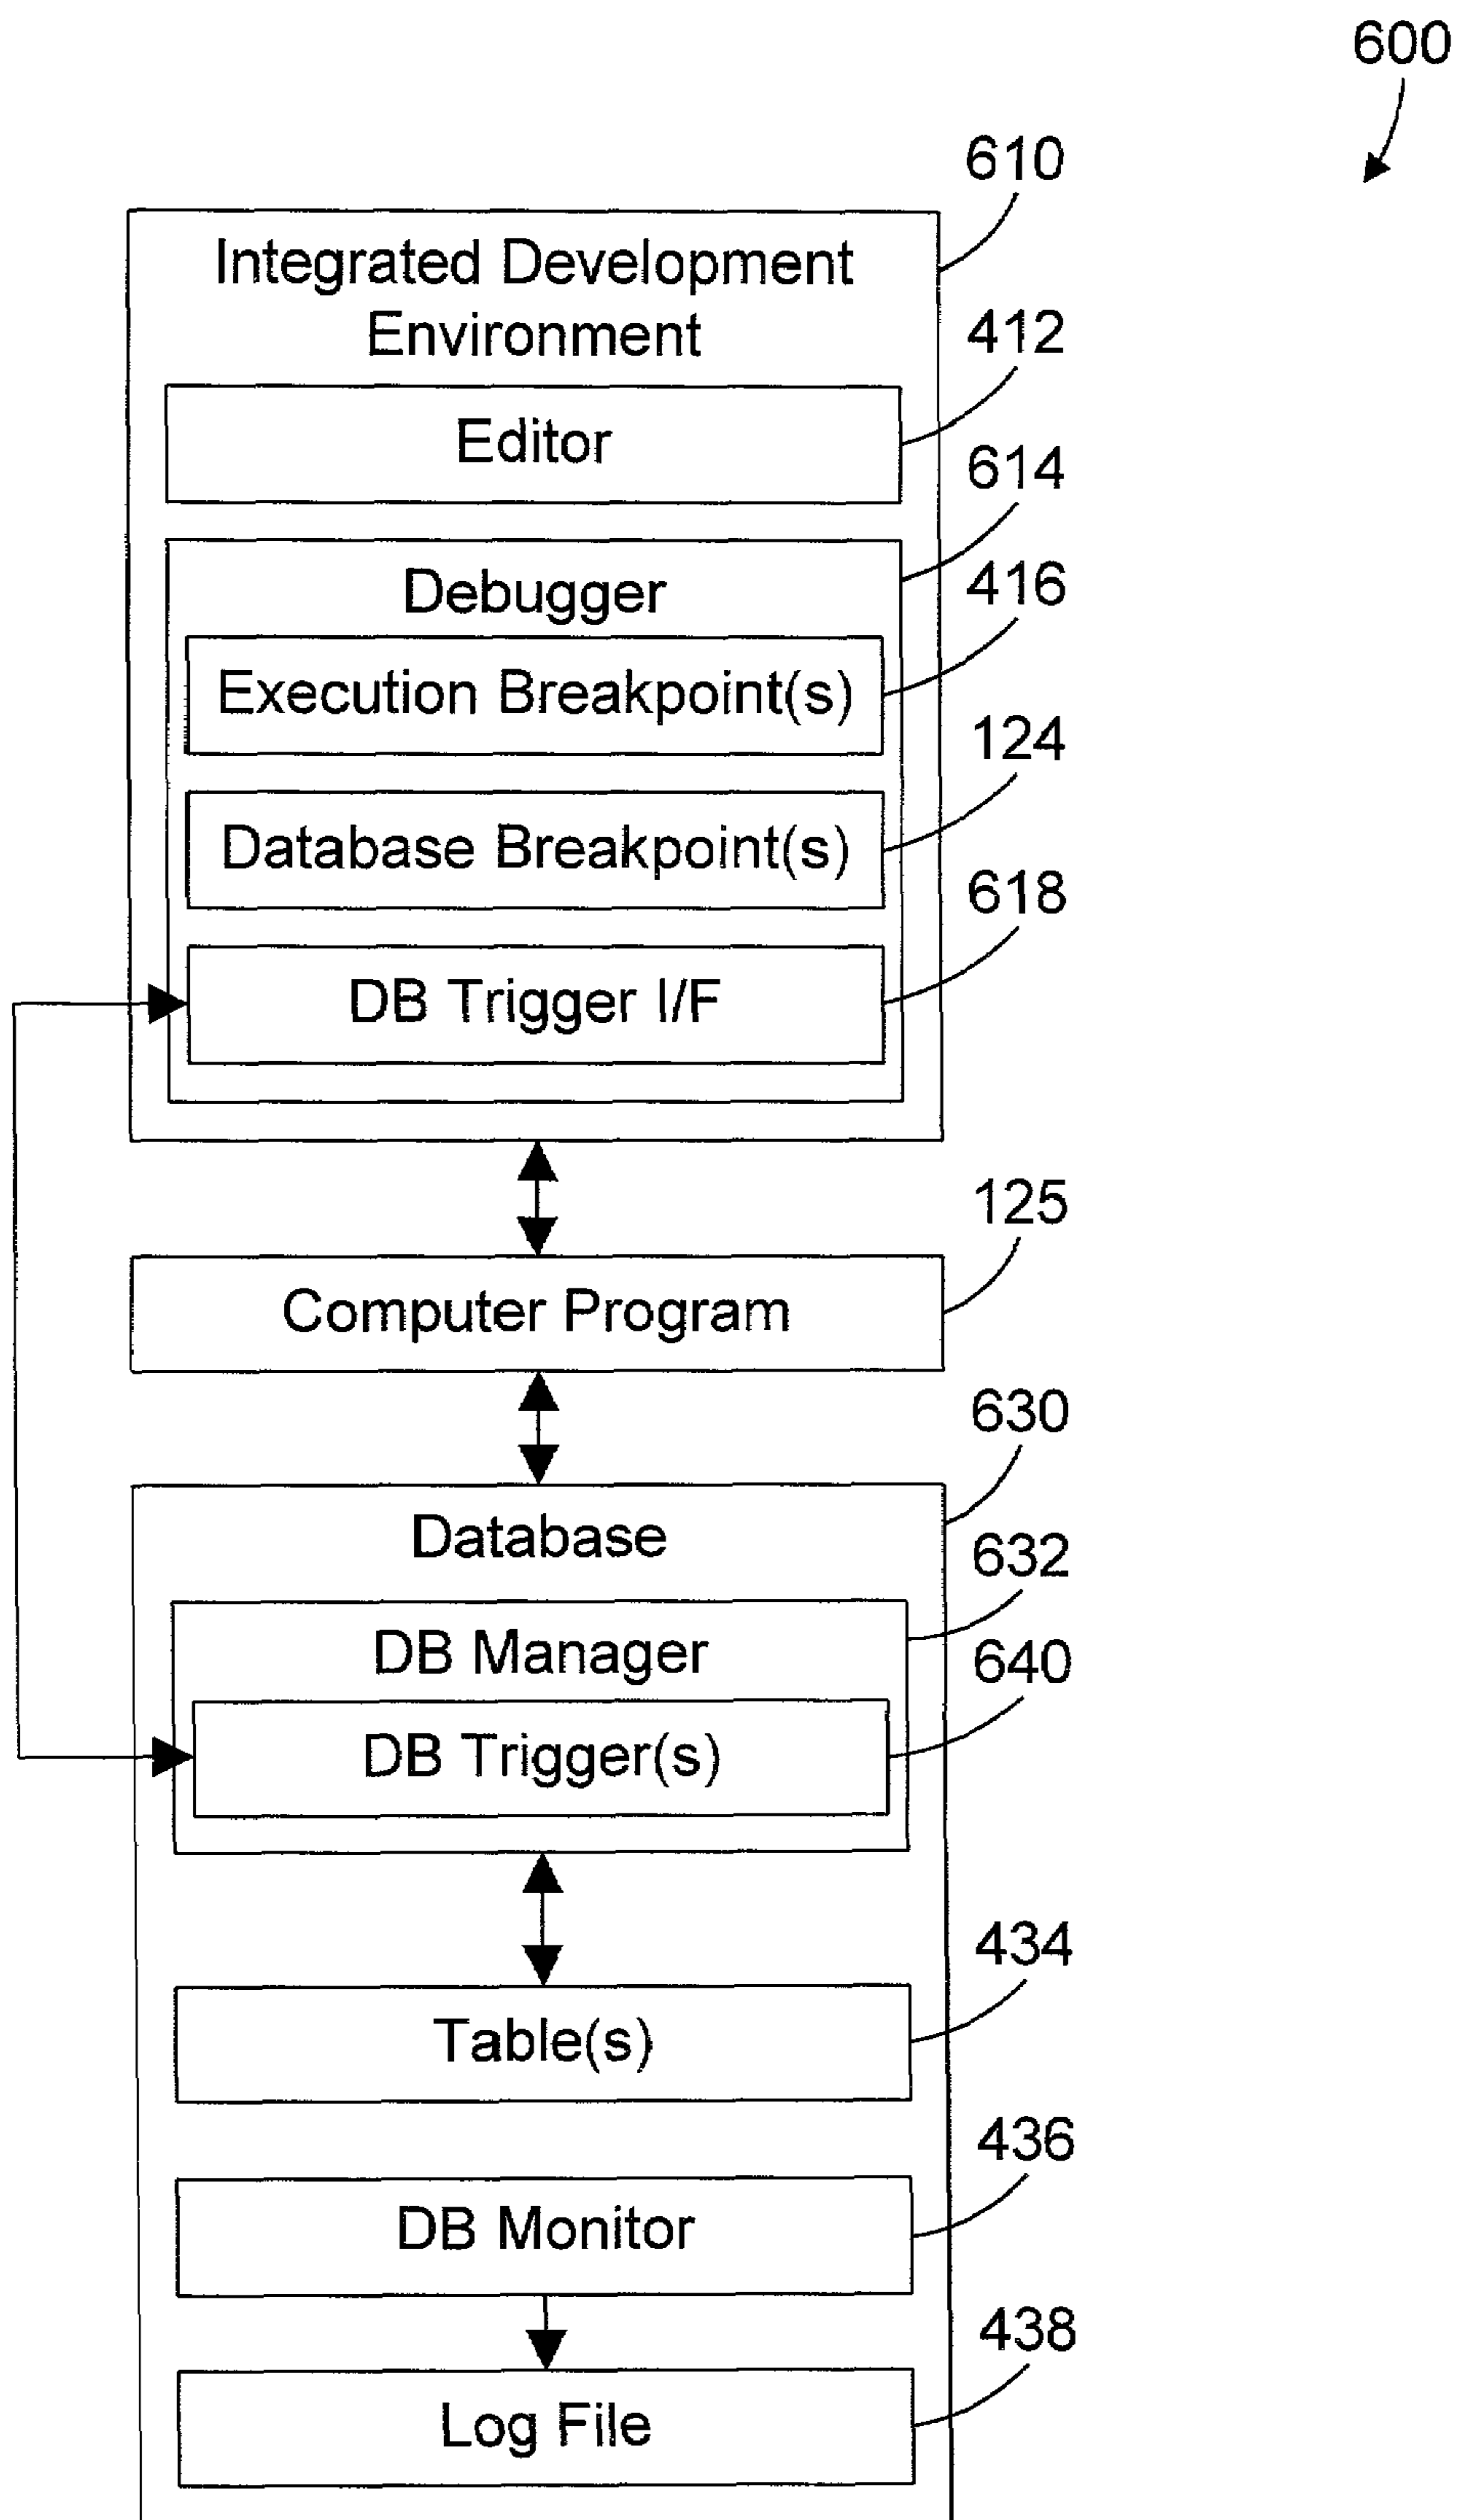 600
610
Integrated Development
Environment
412
Editor
614
Debugger
416
Execution Breakpoint(s)
124
Database Breakpoint(s)
618
DB Trigger I/F
125
Computer Program
630
Database
632
DB Manager
640
DB Trigger(s)
434
Table(s)
436
DB Monitor
438
Log File